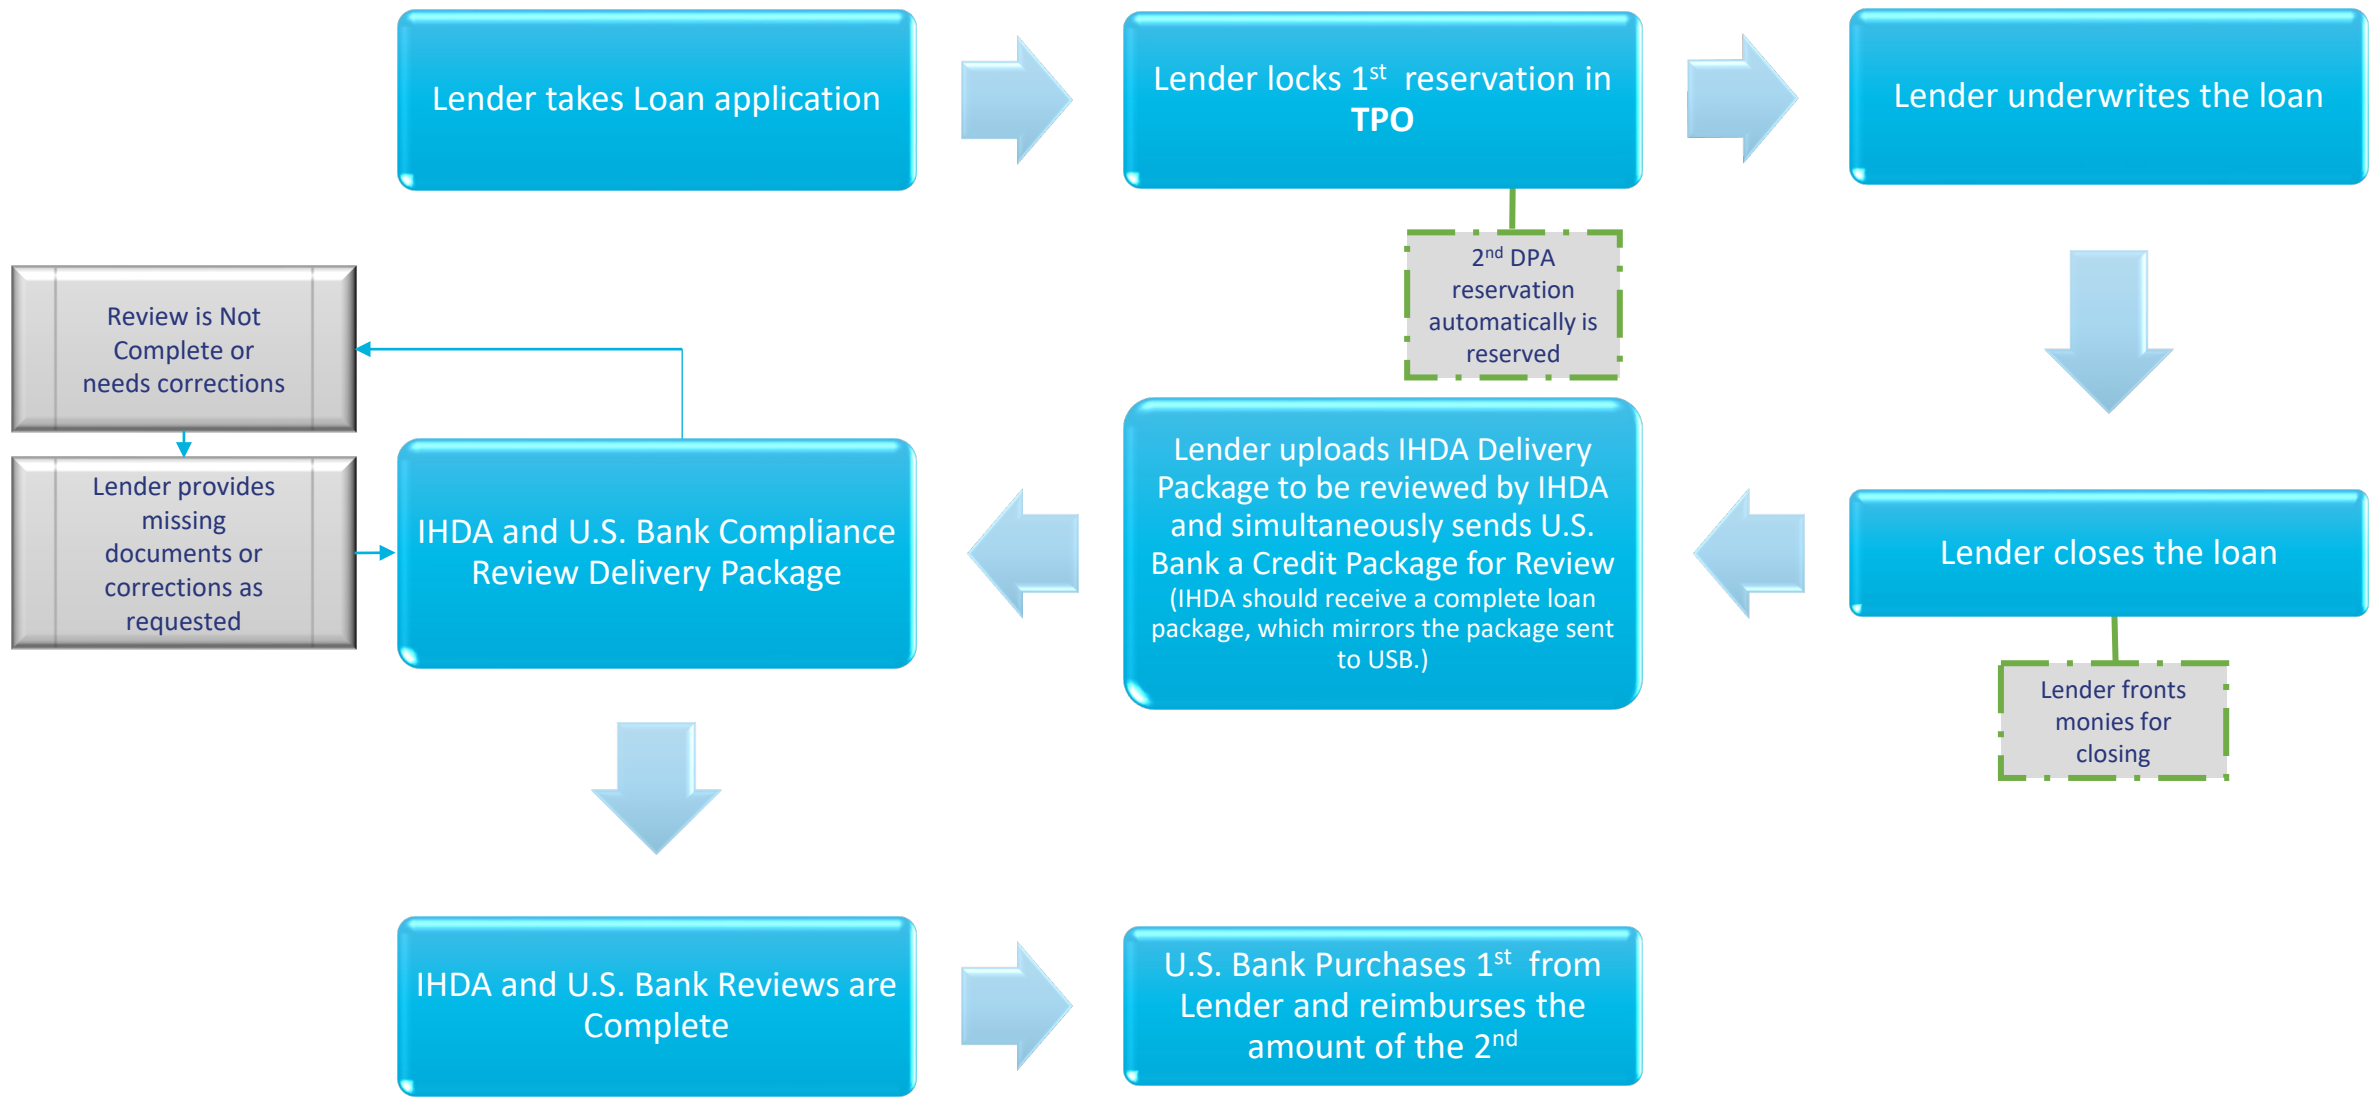 Lender takes Loan application
Lender locks 1st reservation in
TPO
Lender underwrites the loan
2nd DPA
reservation
automatically is
reserved
Review is Not
Complete or
needs corrections
Lender provides
missing
documents or
corrections as
requested
IHDA and U.S. Bank Compliance
Review Delivery Package
Lender uploads IHDA Delivery
Package to be reviewed by IHDA
and simultaneously sends U.S.
Bank a Credit Package for Review
(IHDA should receive a complete loan
package, which mirrors the package sent
to USB.)
Lender closes the loan
Lender fronts
monies for
closing
IHDA and U.S. Bank Reviews are
Complete
U.S. Bank Purchases 1st from
Lender and reimburses the
amount of the 2nd